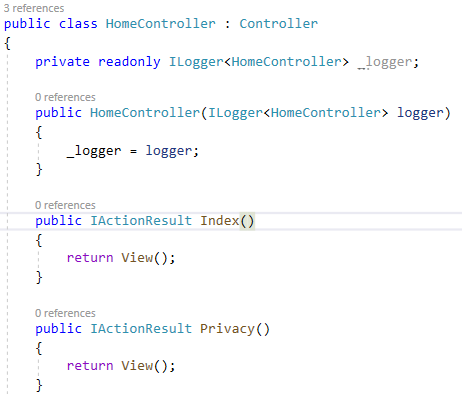 3 references
public class HomeController : Controller
{
private readonly ILogger<HomeController> _logger;
0 references
public HomeController(ILogger<HomeController> logger)
{
_logger = logger;
}
0 references
public IActionResult Index()
{
return View();
}
0 references
public IActionResult Privacy()
{
return View();
}